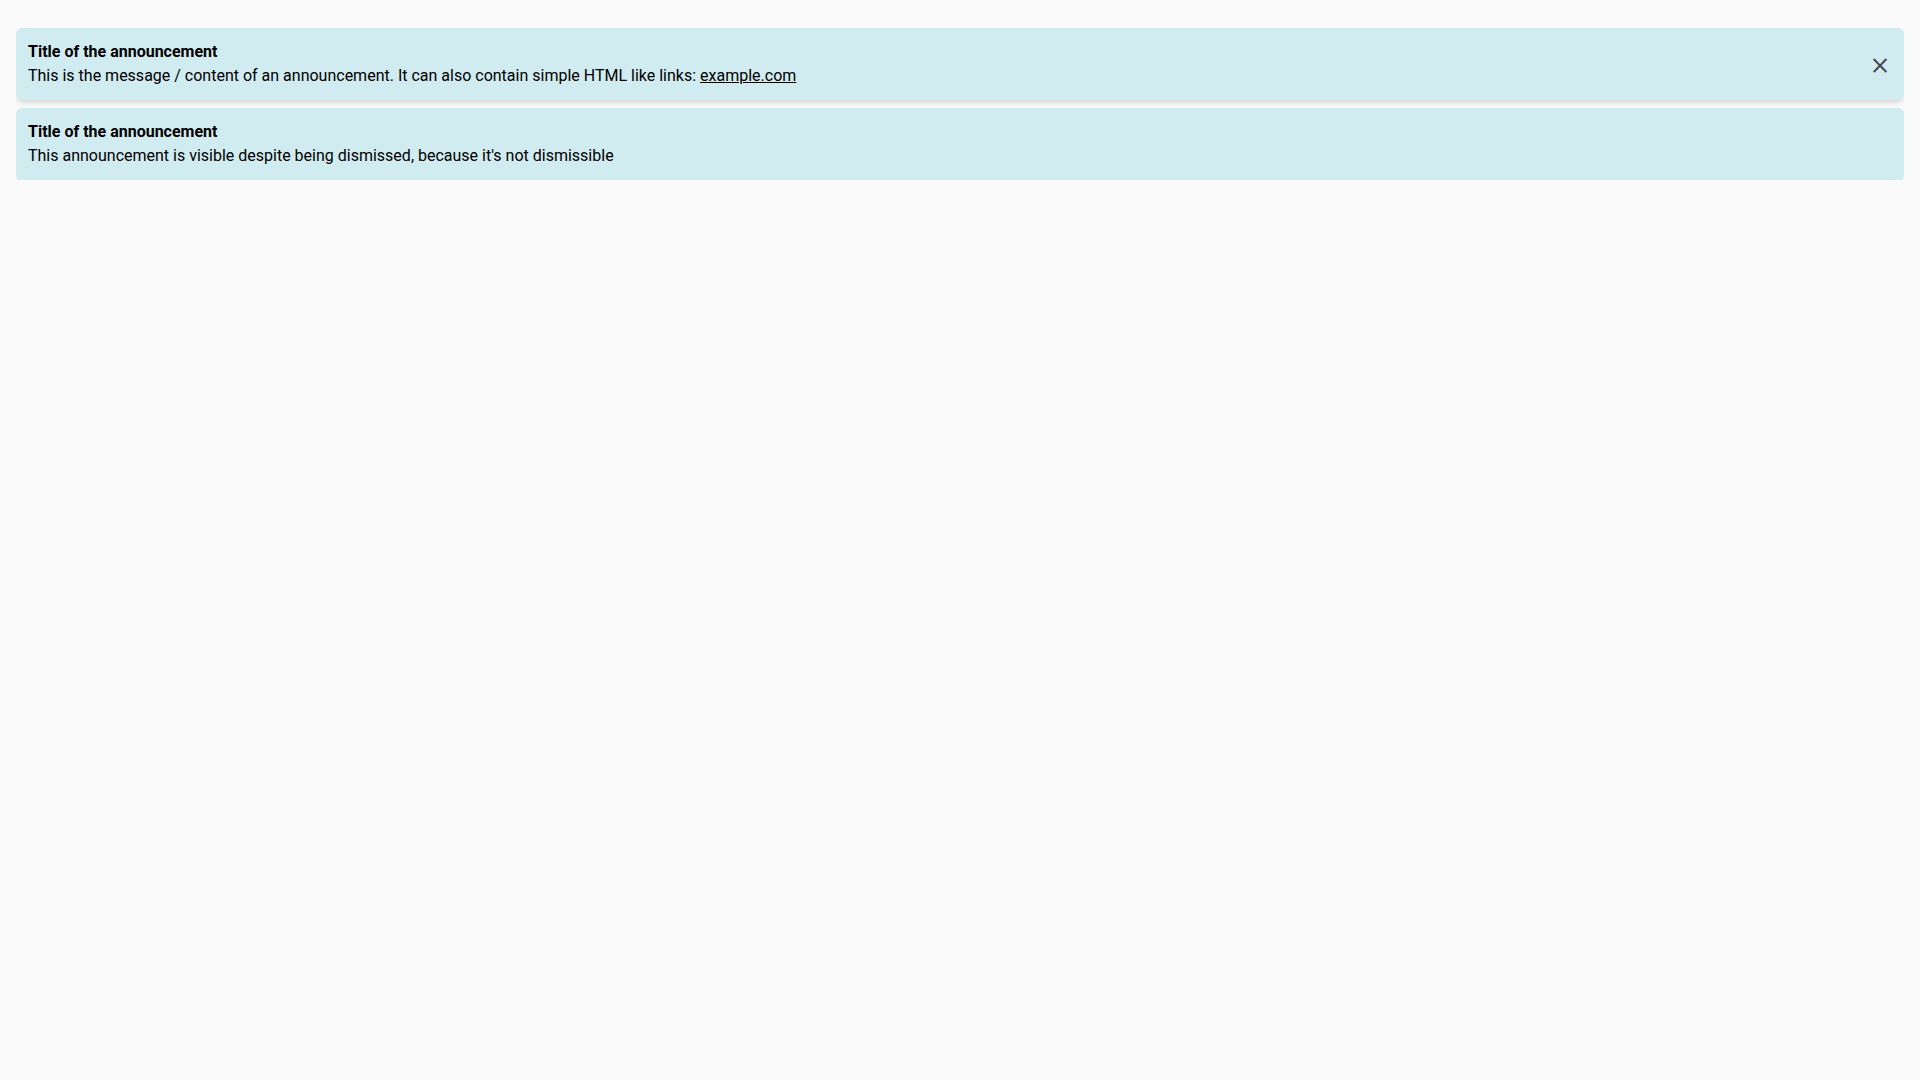 Title of the announcement
This is the message / content of an announcement. It can also contain simple HTML like links: example.com
Title of the announcement
This announcement is visible despite being dismissed, because it's not dismissible